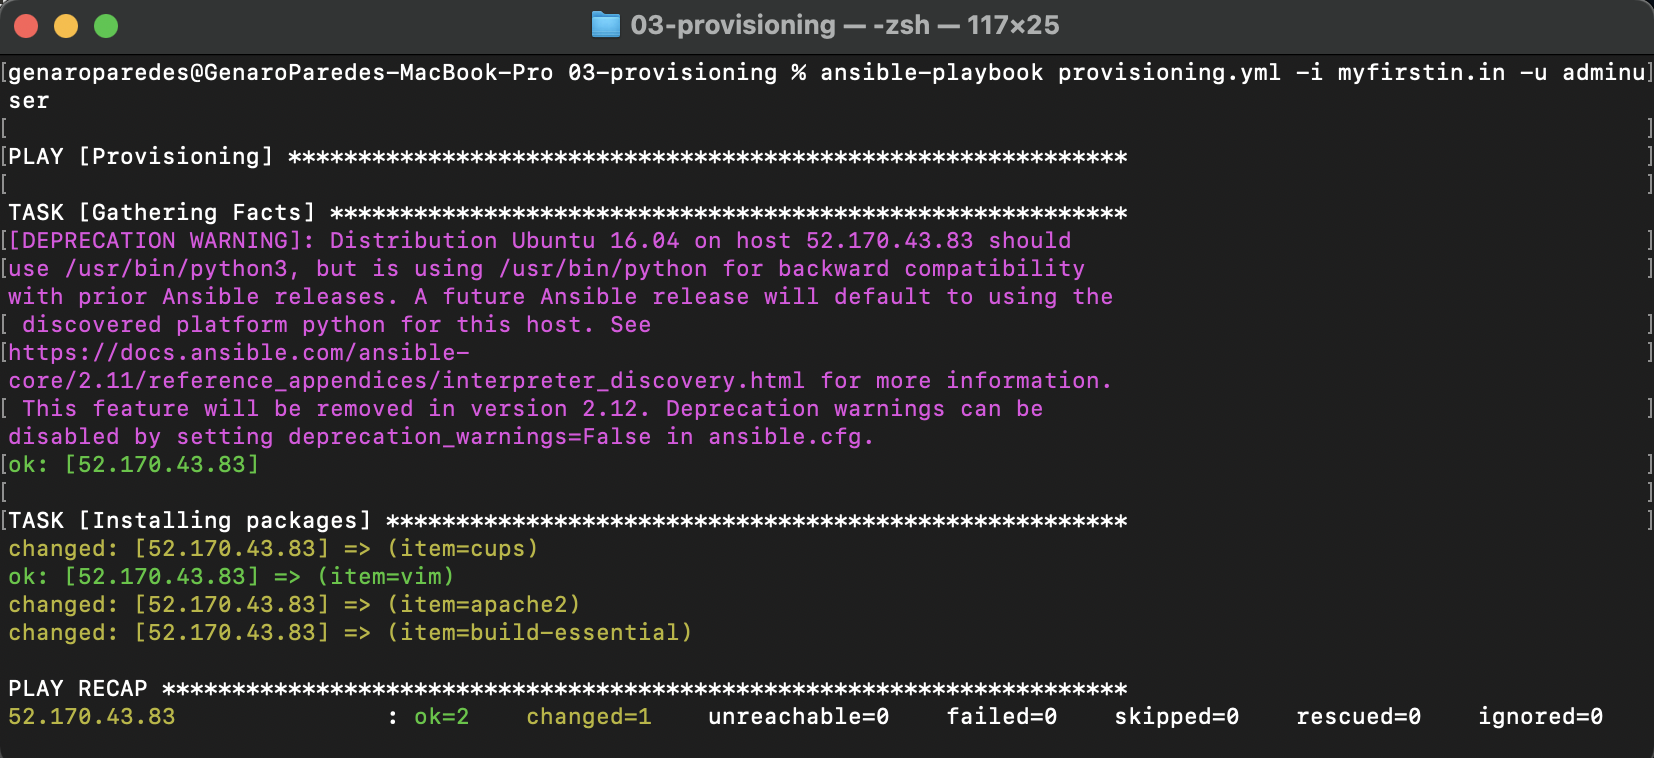 03-provisioning — -zsh — 117×25
[genaroparedes@GenaroParedes-MacBook-Pro 03-provisioning % ansible-playbook provisioning.yml -i myfirstin.in -u adminu]
ser
[ ]
[PLAY [Provisioning] ************************************************************ ]
[ ]
TASK [Gathering Facts] *********************************************************
[[DEPRECATION WARNING]: Distribution Ubuntu 16.04 on host 52.170.43.83 should ]
[use /usr/bin/python3, but is using /usr/bin/python for backward compatibility ]
with prior Ansible releases. A future Ansible release will default to using the
[ discovered platform python for this host. See ]
[https://docs.ansible.com/ansible- ]
core/2.11/reference_appendices/interpreter_discovery.html for more information.
[ This feature will be removed in version 2.12. Deprecation warnings can be ]
disabled by setting deprecation_warnings=False in ansible.cfg.
[ok: [52.170.43.83] ]
[ ]
[TASK [Installing packages] ***************************************************** ]
changed: [52.170.43.83] => (item=cups)
ok: [52.170.43.83] => (item=vim)
changed: [52.170.43.83] => (item=apache2)
changed: [52.170.43.83] => (item=build-essential)
PLAY RECAP *********************************************************************
52.170.43.83 : ok=2 changed=1 unreachable=0 failed=0 skipped=0 rescued=0 ignored=0